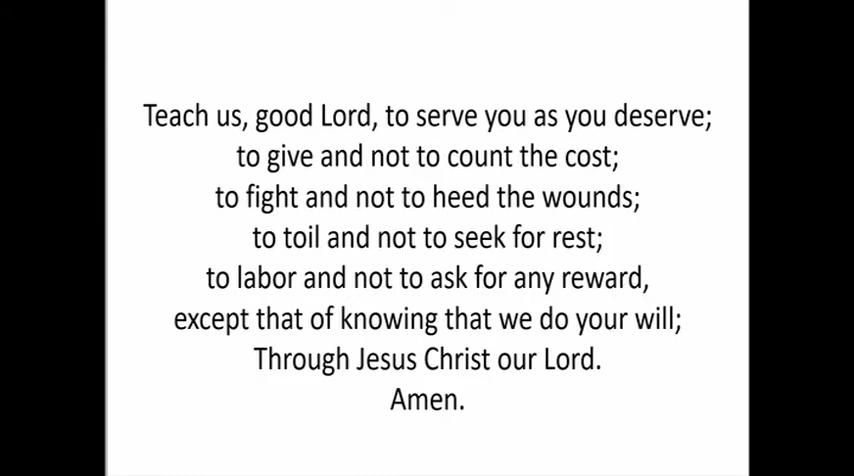 Teach us, good Lord, to serve you as you deserve;
to give and not to count the cost;
to fight and not to heed the wounds;
to toil and not to seek for rest;
to labor and not to ask for any reward,
except that of knowing that we do your will;
Through Jesus Christ our Lord.
Amen.